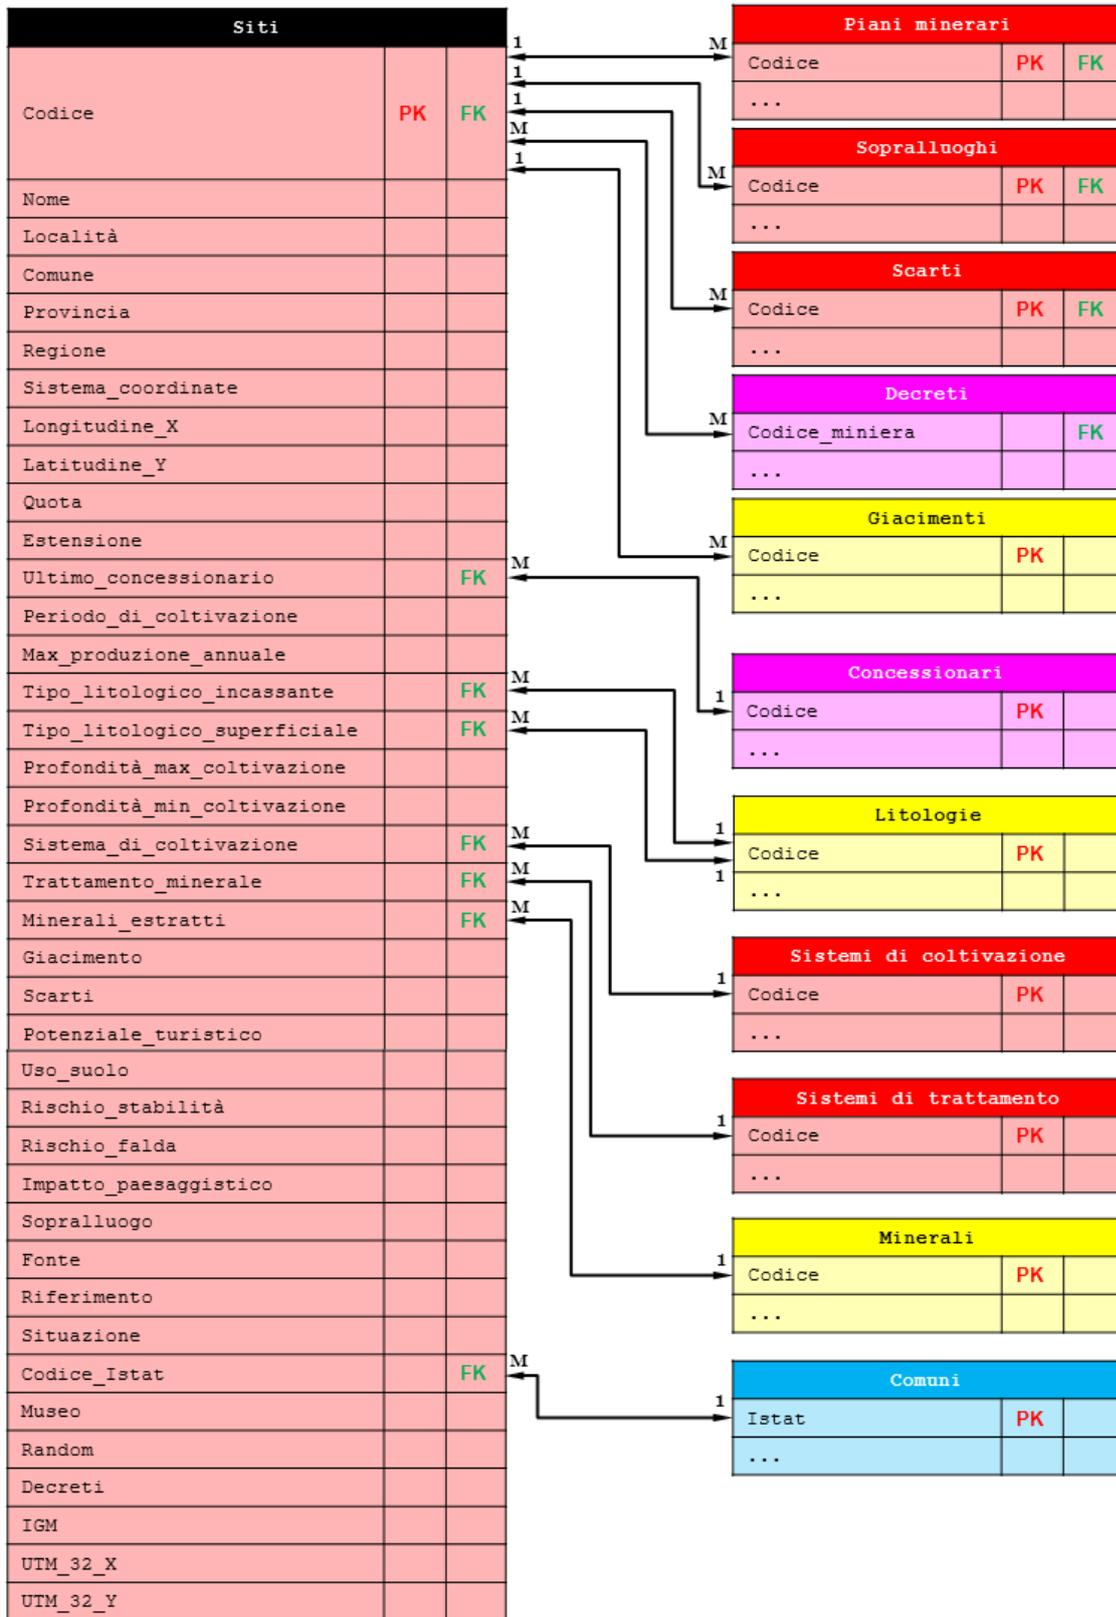 Siti
Codice PK FK
Nome
Località
Comune
Provincia
Regione
Sistema_coordinate
Longitudine_X
Latitudine_Y
Quota
Estensione
Ultimo_concessionario FK
Periodo_di_coltivazione
Max_produzione_annuale
Tipo_litologico_incassante FK
Tipo_litologico_superficiale FK
Profondità_max_coltivazione
Profondità_min_coltivazione
Sistema_di_coltivazione FK
Trattamento_minerale FK
Minerali_estratti FK
Giacimento
Scarti
Potenziale_turistico
Uso_suolo
Rischio_stabilità
Rischio_falda
Impatto_paesaggistico
Sopralluogo
Fonte
Riferimento
Situazione
Codice_Istat FK
Museo
Random
Decreti
IGM
UTM_32_X
UTM_32_Y
1
1
1
M
1
M
M
M
M
M
M
M
M
M
M
M
M
M
1
1
1
1
1
1
1
Piani minerari
Codice PK FK
...
Sopralluoghi
Codice PK FK
...
Scarti
Codice PK FK
...
Decreti
Codice_miniera FK
...
Giacimenti
Codice PK
...
Concessionari
Codice PK
...
Litologie
Codice PK
...
Sistemi di coltivazione
Codice PK
...
Sistemi di trattamento
Codice PK
...
Minerali
Codice PK
...
Comuni
Istat PK
...